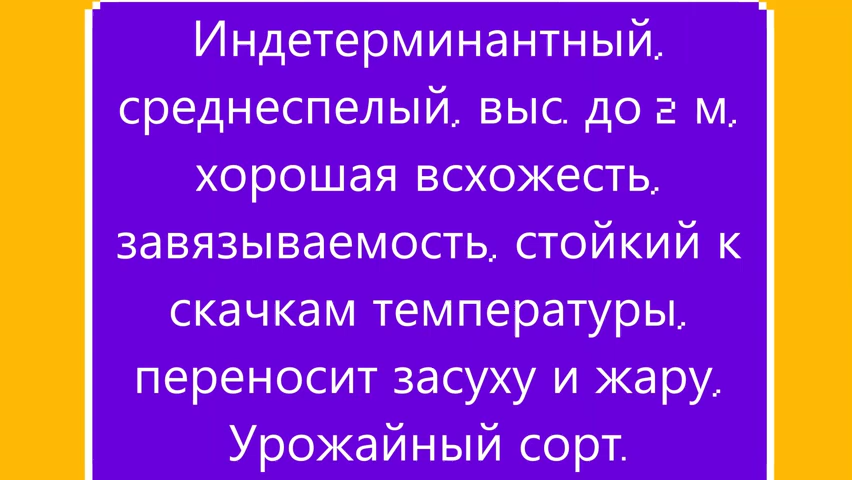 Индетерминантный,
среднеспелый, выс. до 2 м,
хорошая всхожесть,
завязываемость, стойкий к
скачкам температуры,
переносит засуху и жару,
Урожайный сорт.